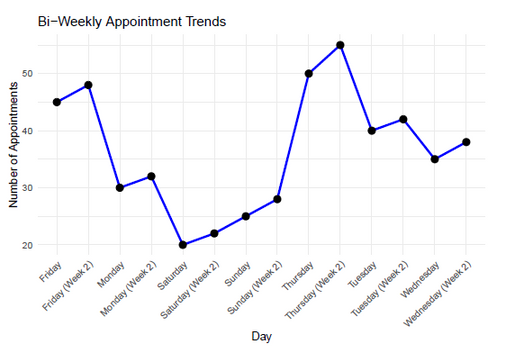 Bi−Weekly Appointment Trends
Number of Appointments
50
40
30
20
Friday
Friday (Week 2)
Monday
Monday (Week 2)
Saturday
Saturday (Week 2)
Sunday
Sunday (Week 2)
Thursday
Thursday (Week 2)
Tuesday
Tuesday (Week 2)
Wednesday
Wednesday (Week 2)
Day